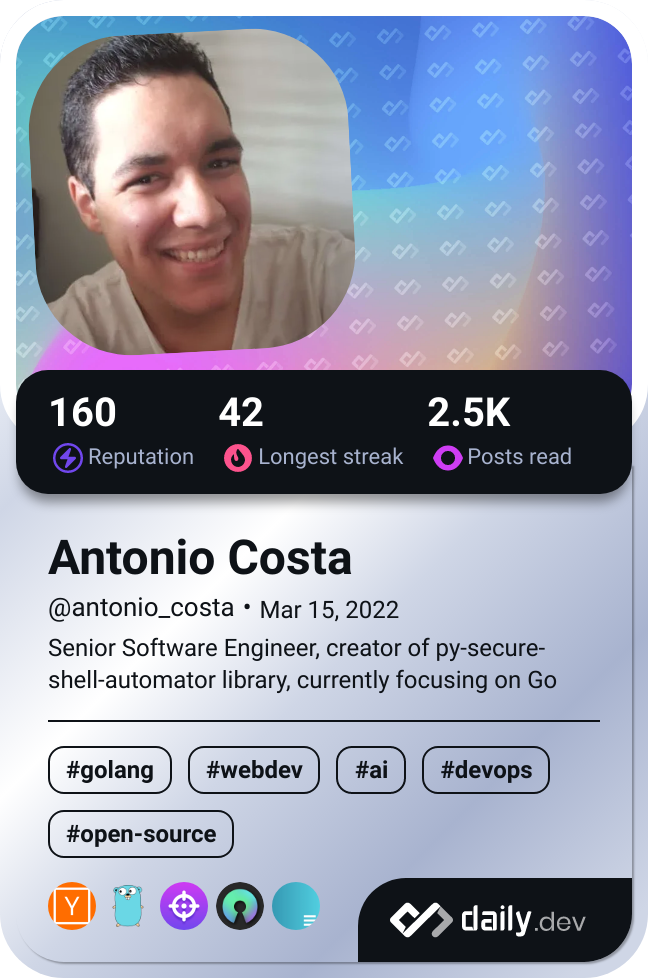 160 42 2.5K
Reputation Longest streak Posts read
Antonio Costa
@antonio_costa • Mar 15, 2022
Senior Software Engineer, creator of py-secure-
shell-automator library, currently focusing on Go
#golang #webdev #ai #devops
#open-source
Y
daily.dev